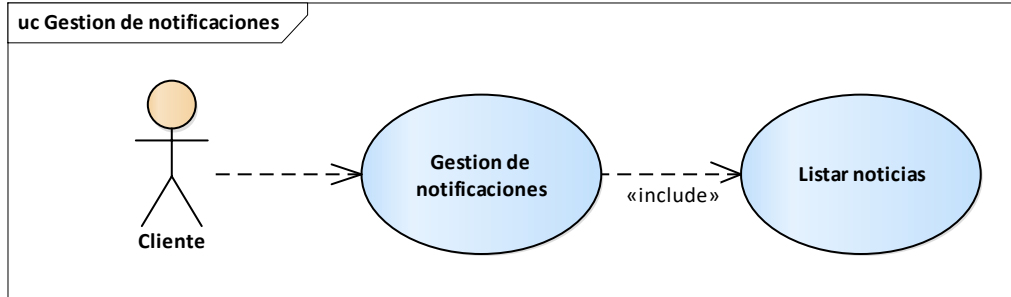 uc Gestion de notificaciones
Gestion de
notificaciones
Listar noticias
«include»
Cliente